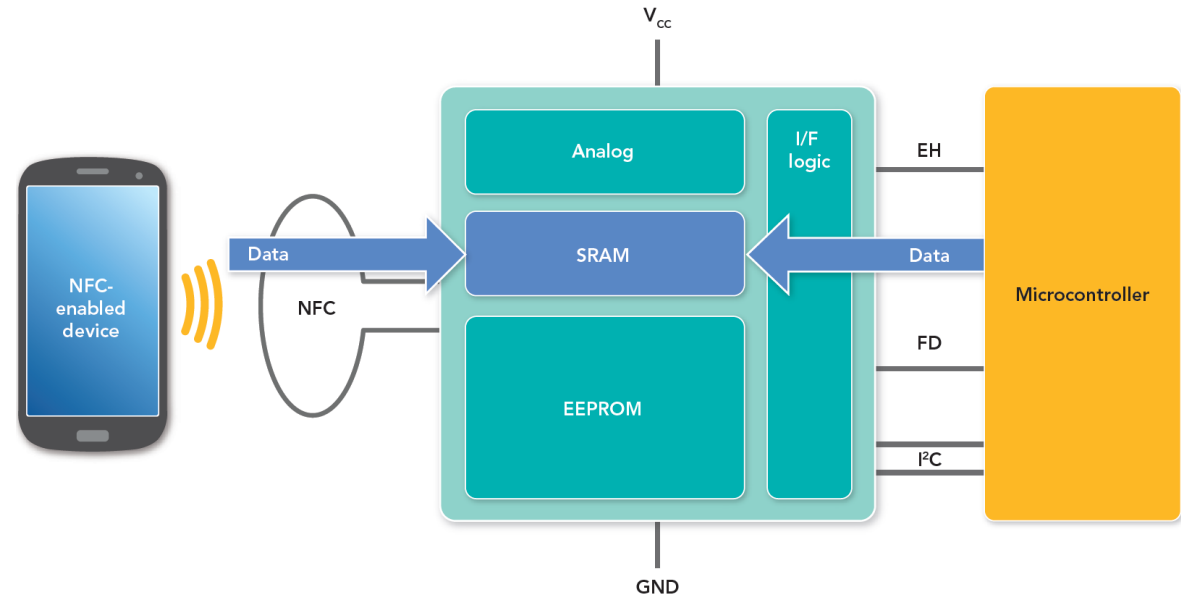 V₍CC₎
Analog
I/F
logic
EH
Data
SRAM
Data
NFC-
enabled
device
NFC
Microcontroller
FD
EEPROM
I²C
GND